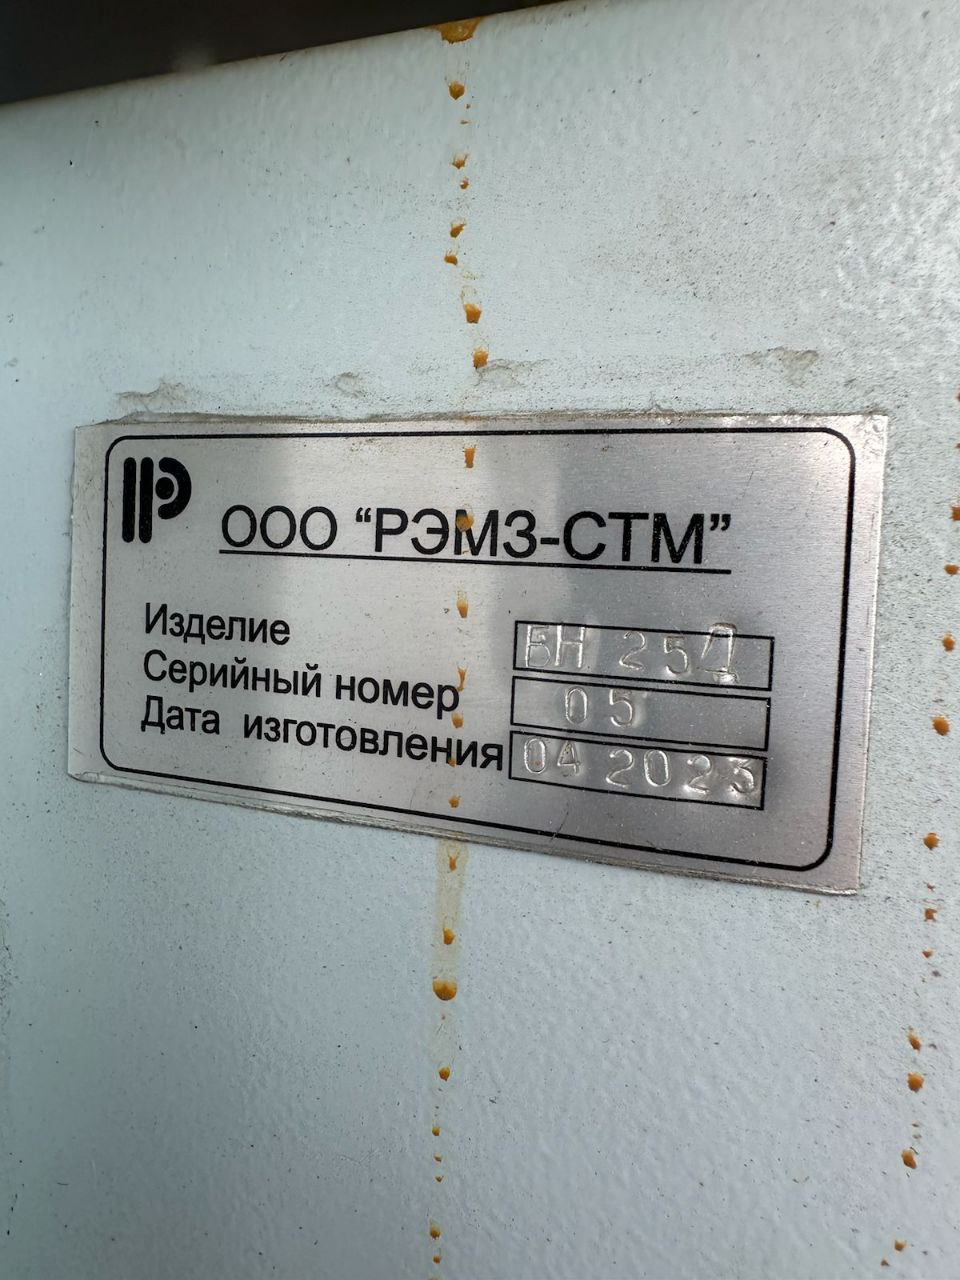 ООО “РЭМЗ-СТМ”
Изделие БН 25Д
Серийный номер 05
Дата изготовления 04 2023